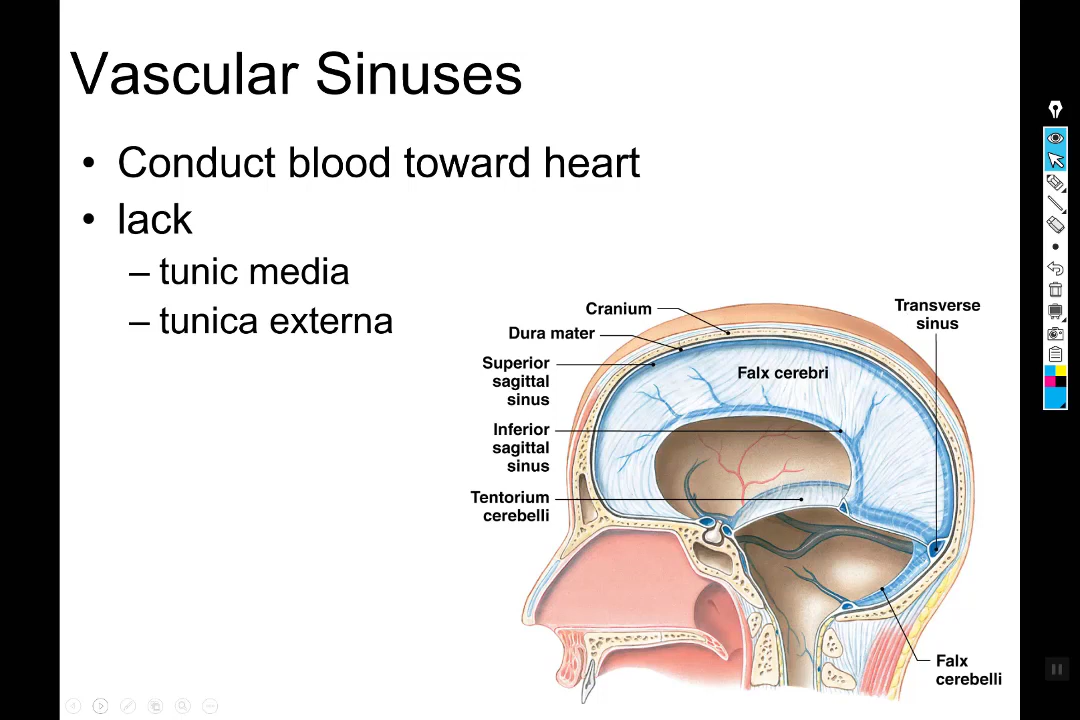 Vascular Sinuses
• Conduct blood toward heart
• lack
– tunic media
– tunica externa
Cranium
Dura mater
Superior
sagittal
sinus
Inferior
sagittal
sinus
Tentorium
cerebelli
Falx cerebri
Transverse
sinus
Falx
cerebelli